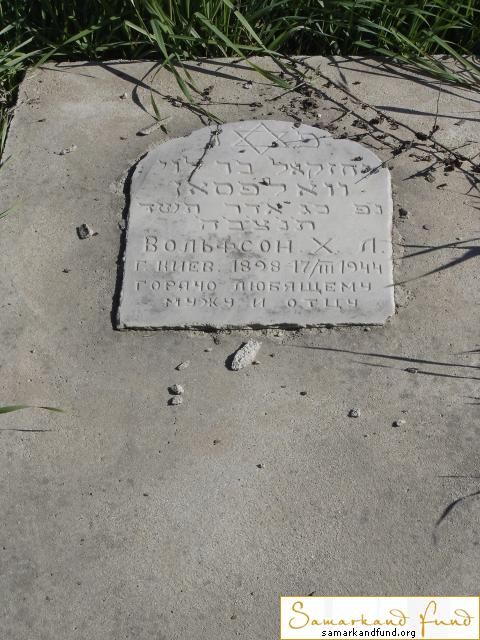 פ נ
יחזקאל בר לוי
וואלפסאן
נפ כג אדר תשד
תנצבה
ВОЛЬФСОН. Х. Л.
Г. КИЕВ. 1898-17/III 1944
ГОРЯЧО ЛЮБЯЩЕМУ
МУЖУ И ОТЦУ
Samarkand Fund
samarkandfund.org